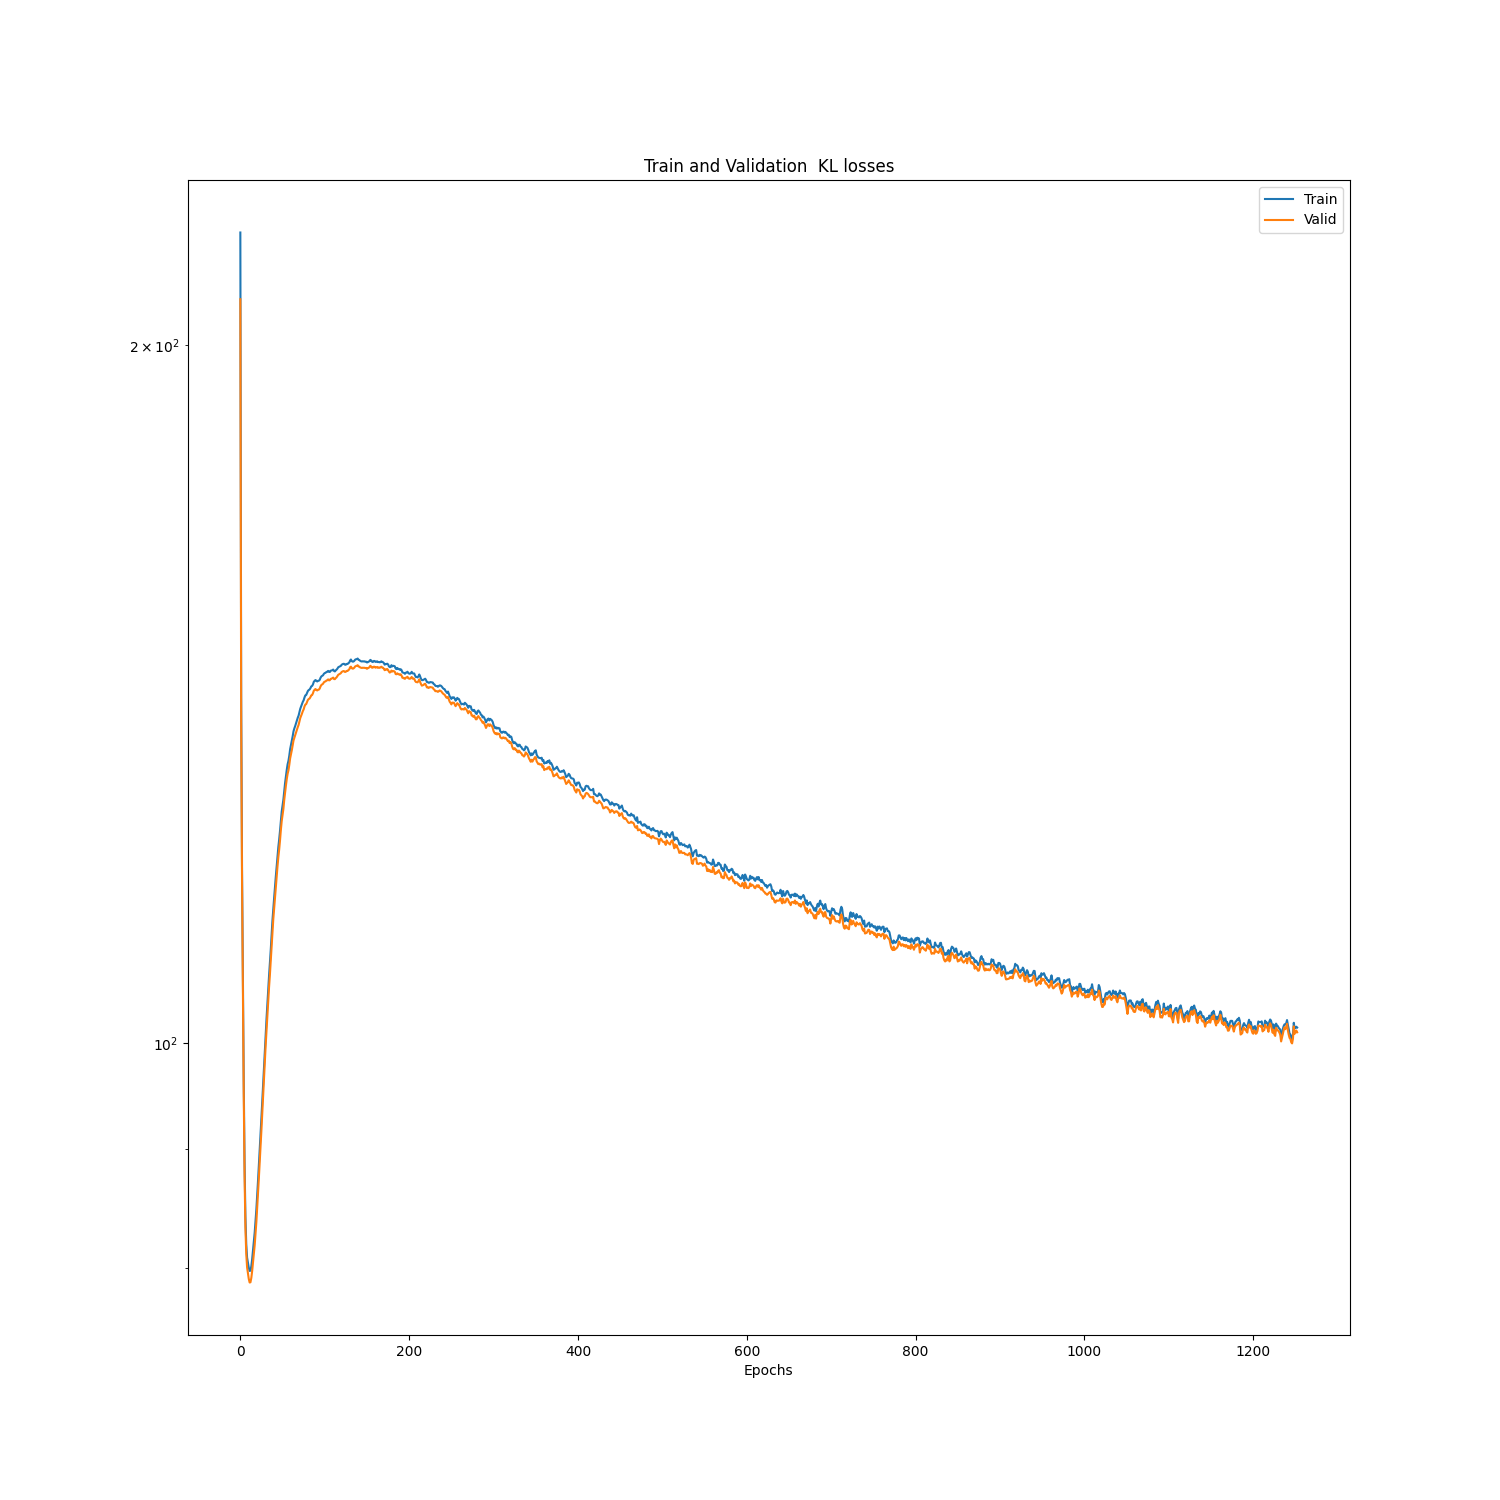 Train and Validation  KL losses
Train
Valid
2 × 10²
10²
0 200 400 600 800 1000 1200
Epochs